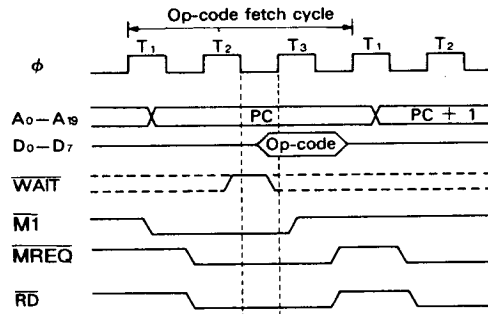 Op-code fetch cycle
T1 T2 T3 T1 T2
φ
A0–A19 PC PC + 1
D0–D7 Op-code
WAIT
M1
MREQ
RD